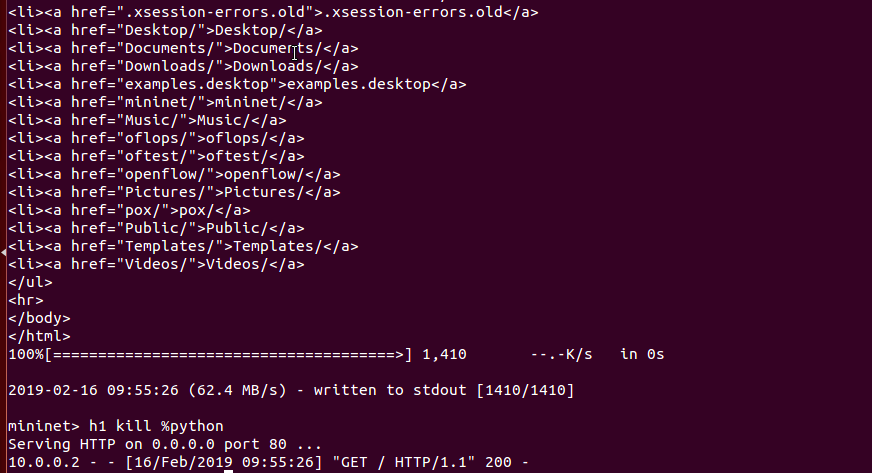 <li><a href=".xsession-errors.old">.xsession-errors.old</a>
<li><a href="Desktop/">Desktop/</a>
<li><a href="Documents/">Documents/</a>
<li><a href="Downloads/">Downloads/</a>
<li><a href="examples.desktop">examples.desktop</a>
<li><a href="mininet/">mininet/</a>
<li><a href="Music/">Music/</a>
<li><a href="oflops/">oflops/</a>
<li><a href="oftest/">oftest/</a>
<li><a href="openflow/">openflow/</a>
<li><a href="Pictures/">Pictures/</a>
<li><a href="pox/">pox/</a>
<li><a href="Public/">Public/</a>
<li><a href="Templates/">Templates/</a>
<li><a href="Videos/">Videos/</a>
</ul>
<hr>
</body>
</html>
100%[======================================>] 1,410       --.-K/s   in 0s
2019-02-16 09:55:26 (62.4 MB/s) - written to stdout [1410/1410]
mininet> h1 kill %python
Serving HTTP on 0.0.0.0 port 80 ...
10.0.0.2 - - [16/Feb/2019 09:55:26] "GET / HTTP/1.1" 200 -